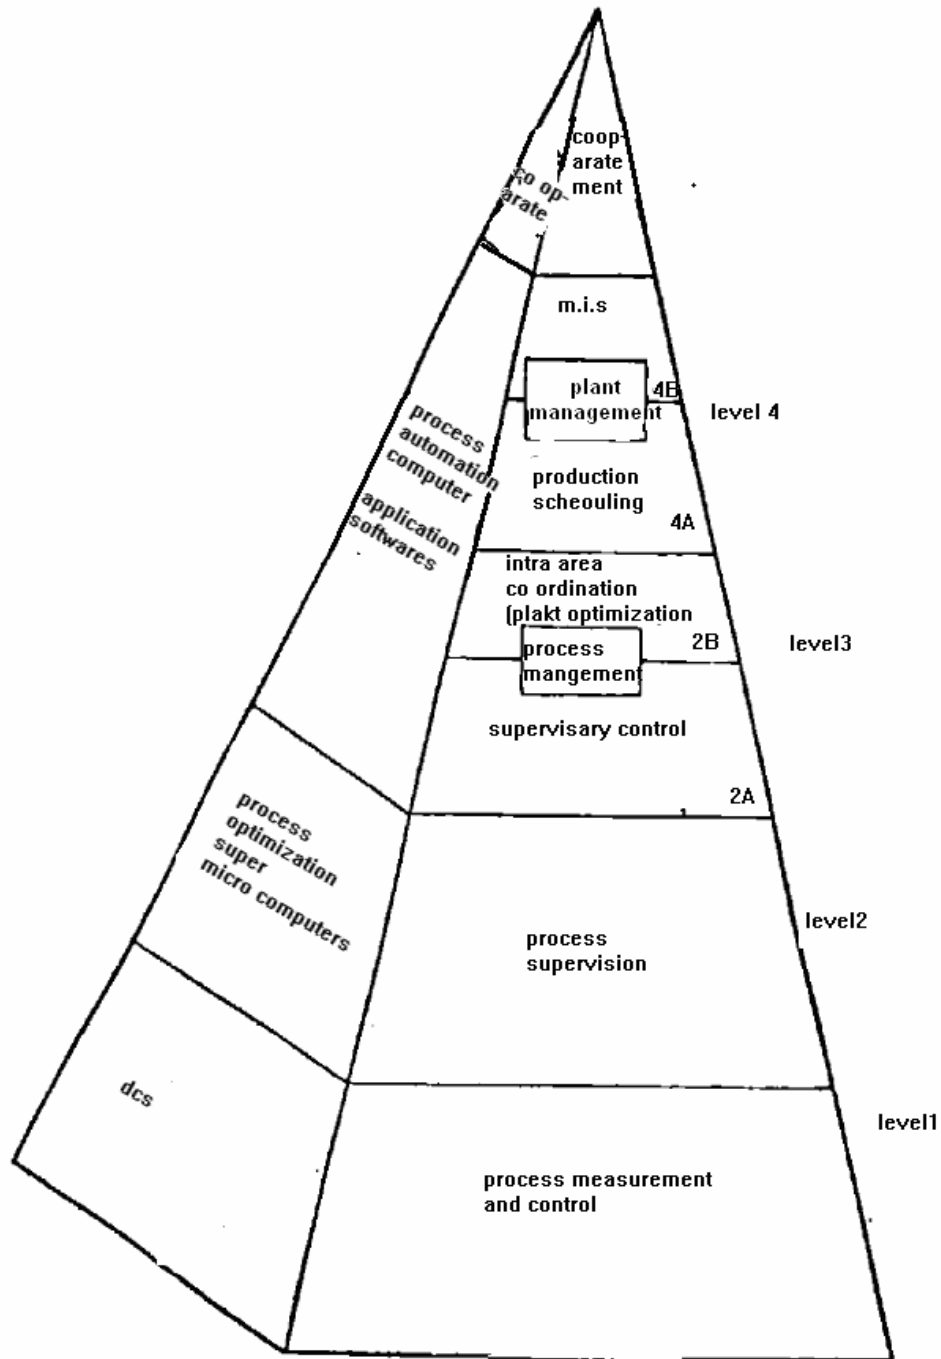 coop-
arate
ment
co op-
arate
m.i.s
plant
management
4B
level 4
process
automation
computer
application
softwares
production
scheouling
4A
intra area
co ordination
(plakt optimization
2B
level3
process
mangement
supervisary control
2A
process
optimization
super
micro computers
level2
process
supervision
dcs
level1
process measurement
and control